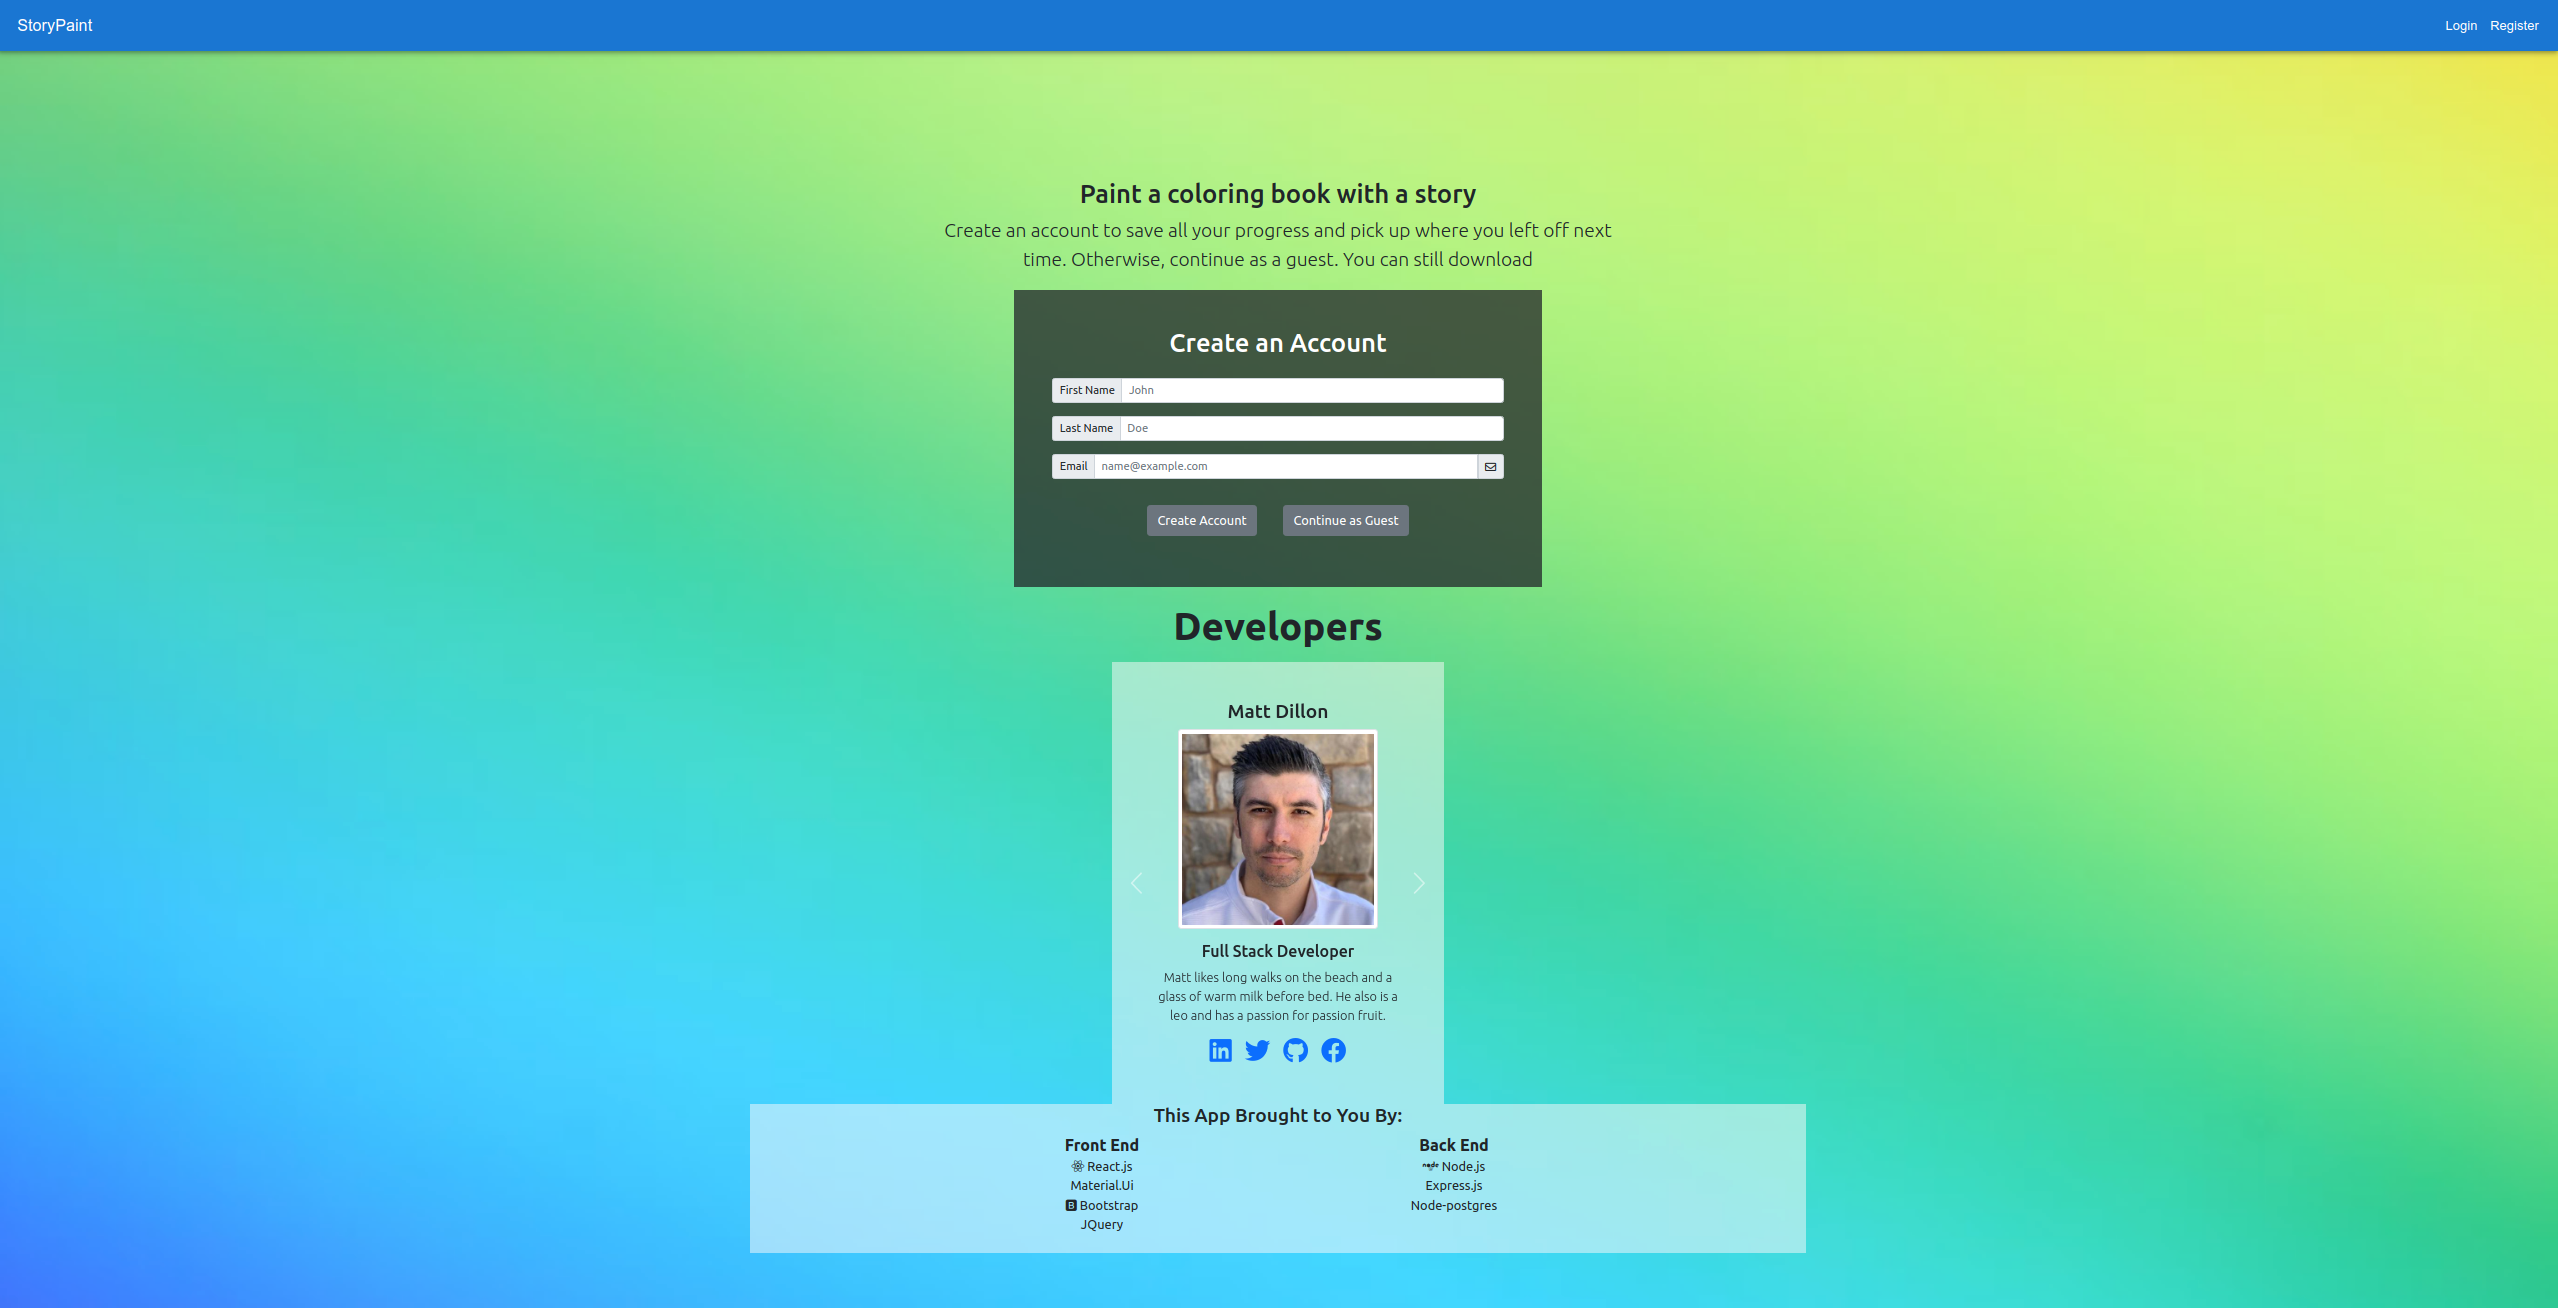 StoryPaint
Login Register
Paint a coloring book with a story
Create an account to save all your progress and pick up where you left off next
time. Otherwise, continue as a guest. You can still download
Create an Account
First Name John
Last Name Doe
Email name@example.com
Create Account Continue as Guest
Developers
Matt Dillon
Full Stack Developer
Matt likes long walks on the beach and a
glass of warm milk before bed. He also is a
leo and has a passion for passion fruit.
This App Brought to You By:
Front End
React.js
Material.Ui
Bootstrap
JQuery
Back End
Node.js
Express.js
Node-postgres